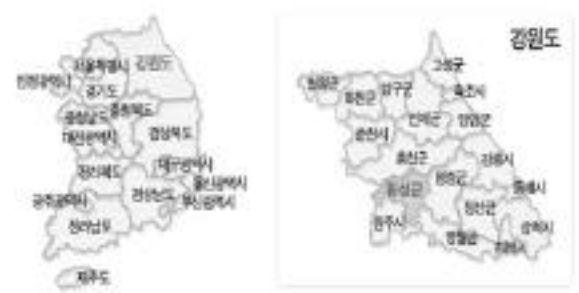 강원도
서울특별시
강원도
인천광역시
경기도
충청북도
충청남도
대전광역시
경상북도
전라북도
대구광역시
울산광역시
경상남도
부산광역시
광주광역시
전라남도
제주도
고성군
철원군
화천군
양구군
속초시
인제군
양양군
춘천시
홍천군
강릉시
횡성군
평창군
동해시
정선군
원주시
영월군
삼척시
태백시